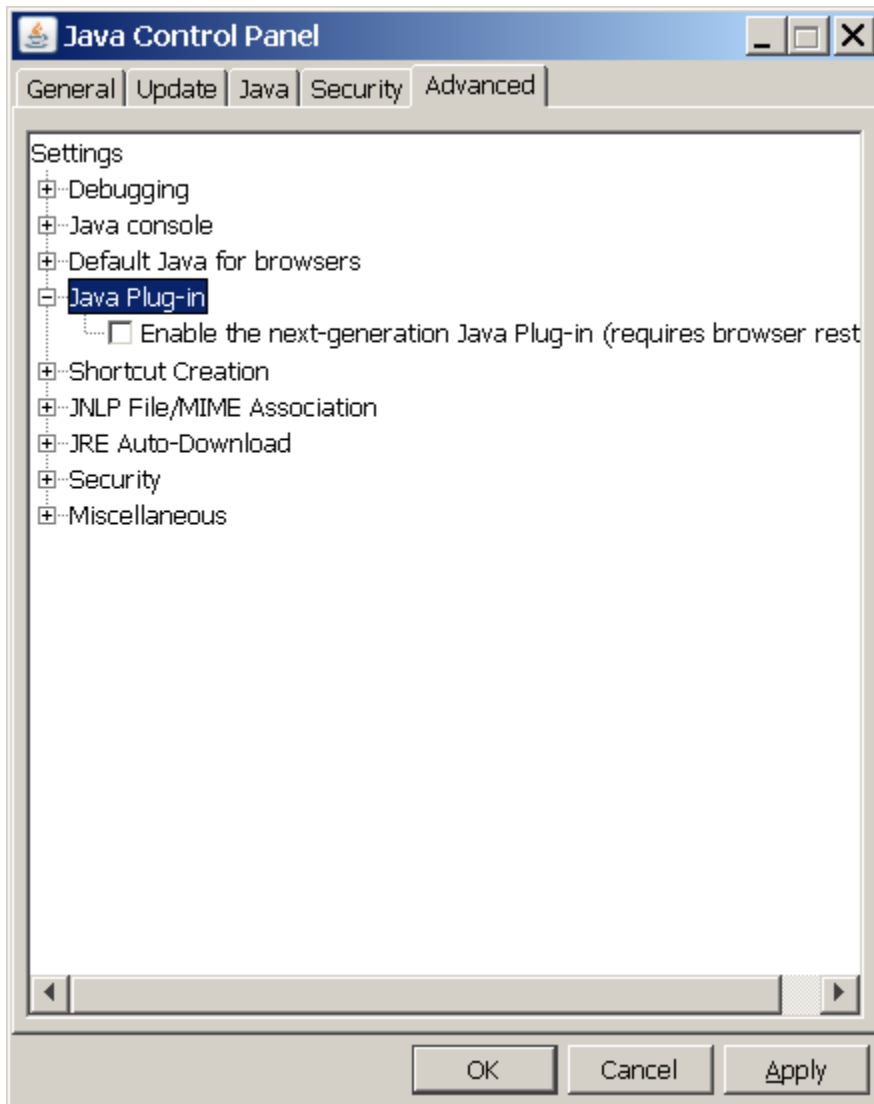 Java Control Panel
General Update Java Security Advanced
Settings
Debugging
Java console
Default Java for browsers
Java Plug-in
Enable the next-generation Java Plug-in (requires browser rest
Shortcut Creation
JNLP File/MIME Association
JRE Auto-Download
Security
Miscellaneous
OK Cancel Apply